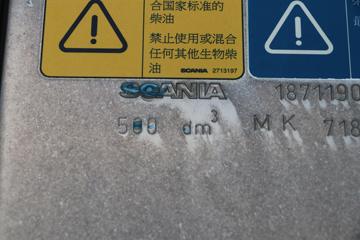 合国家标准的
柴油
禁止使用或混合
任何其他生物柴
油
SCANIA 2713197
SCANIA
1871190
500 dm³
MK 718